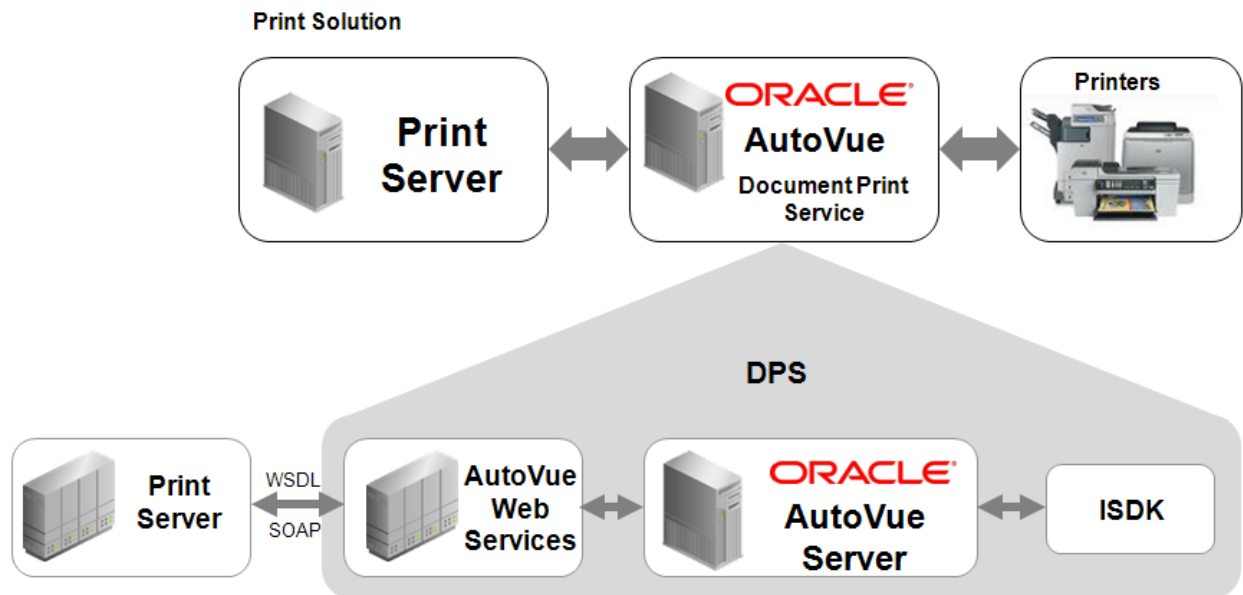 Print Solution
Print
Server
ORACLE
AutoVue
Document Print
Service
Printers
DPS
Print
Server
WSDL
SOAP
AutoVue
Web
Services
ORACLE
AutoVue
Server
ISDK